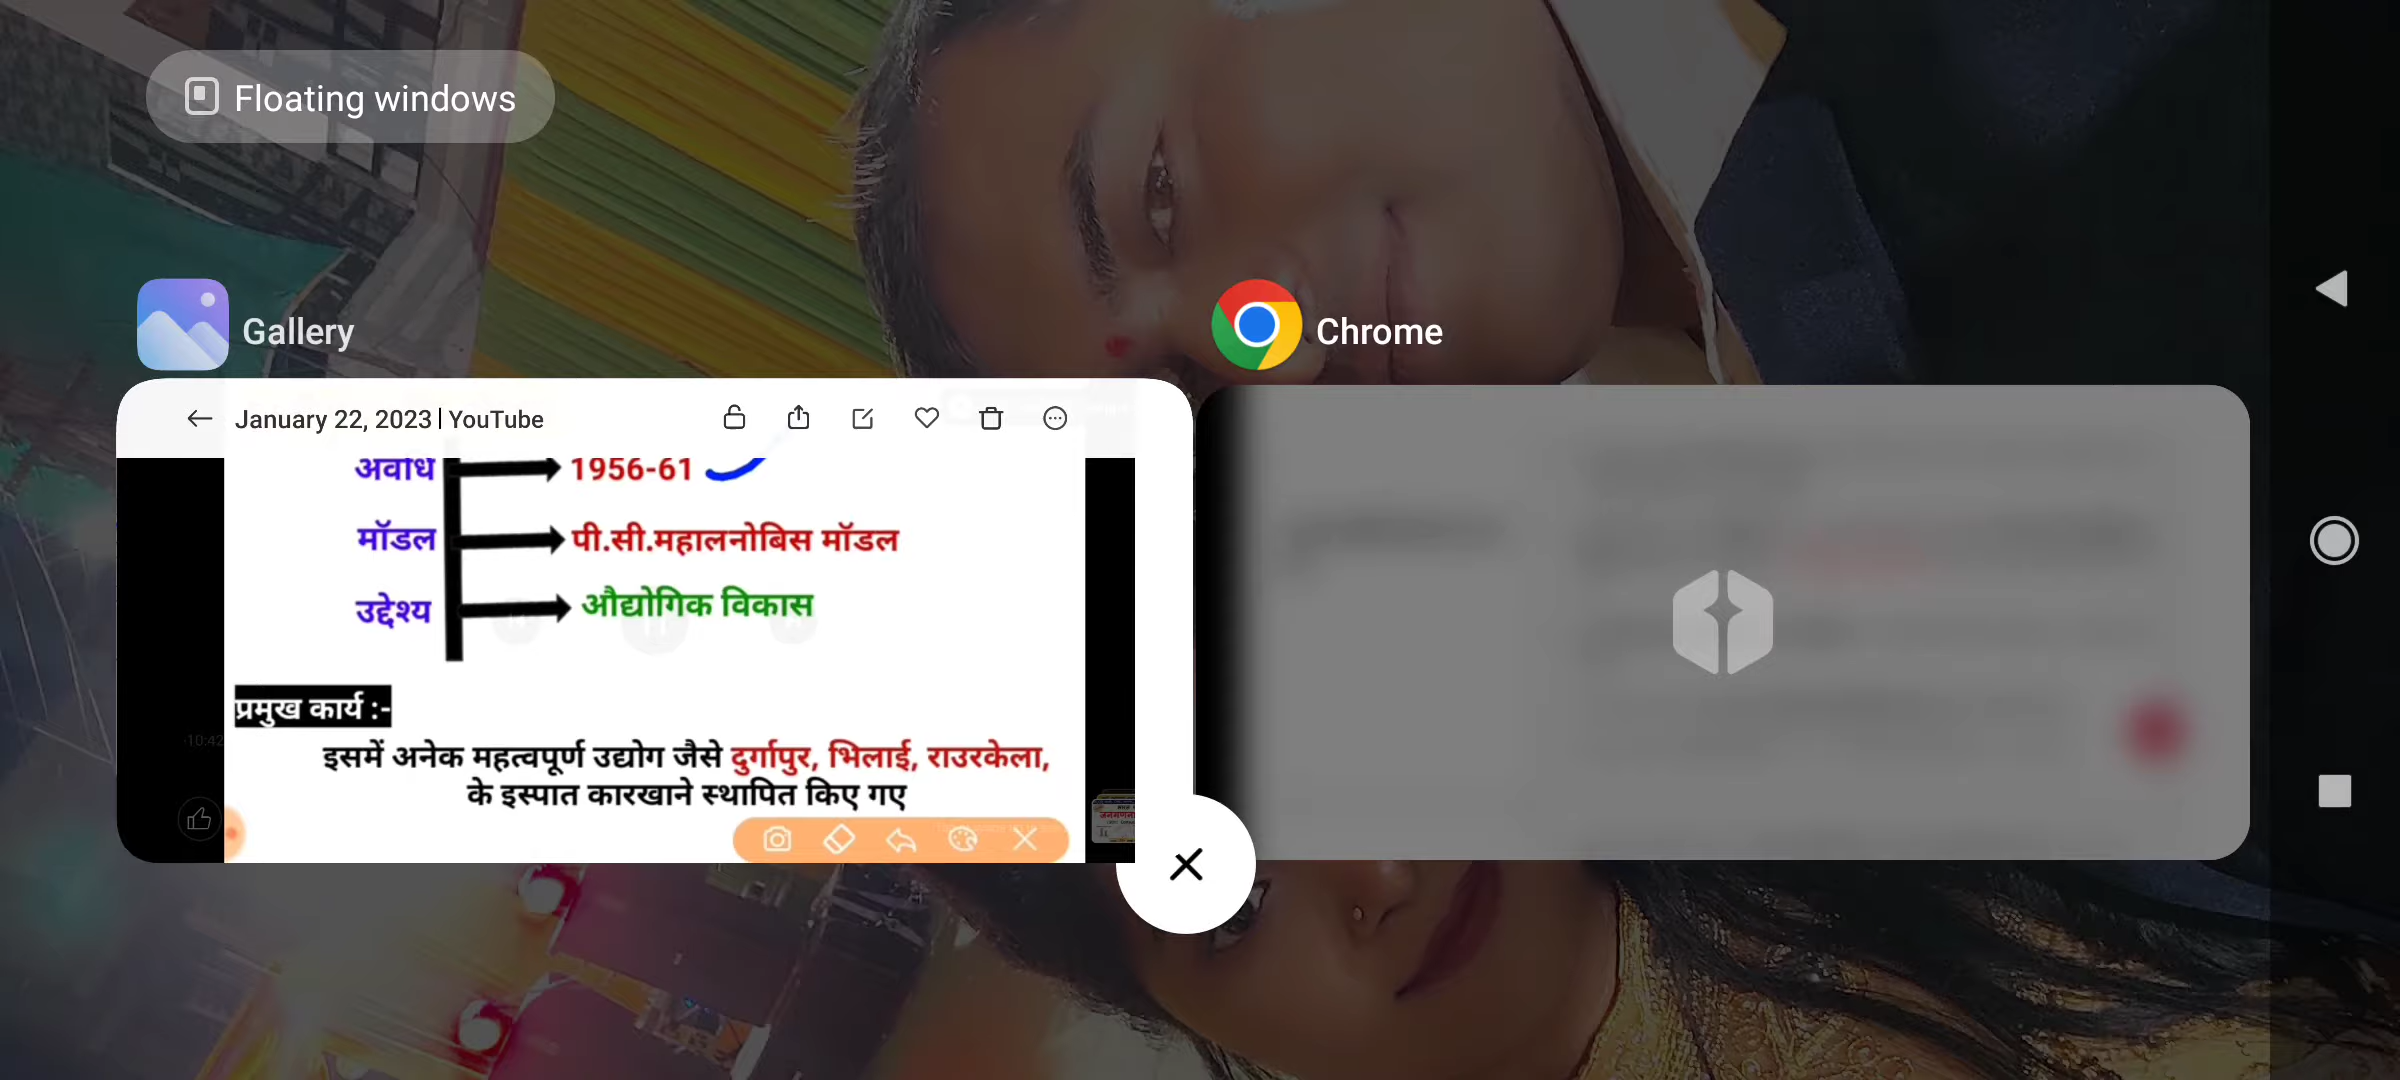 Floating windows
Gallery
Chrome
January 22, 2023 | YouTube
अवधि 1956-61
मॉडल पी.सी.महालनोबिस मॉडल
उद्देश्य औद्योगिक विकास
प्रमुख कार्य :-
इसमें अनेक महत्वपूर्ण उद्योग जैसे दुर्गापुर, भिलाई, राउरकेला,
के इस्पात कारखाने स्थापित किए गए
-10:42